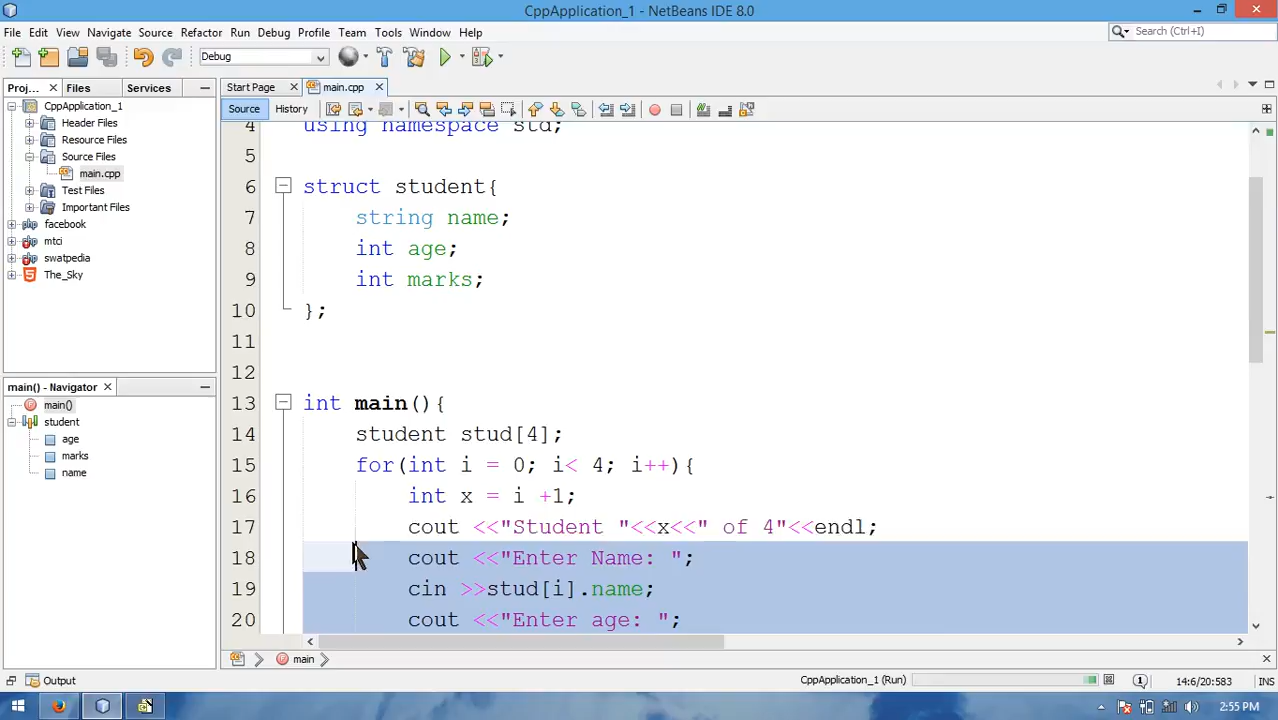 CppApplication_1 - NetBeans IDE 8.0
File Edit View Navigate Source Refactor Run Debug Profile Team Tools Window Help
Search (Ctrl+I)
Debug
Proj... Files Services
CppApplication_1
Header Files
Resource Files
Source Files
main.cpp
Test Files
Important Files
facebook
mtci
swatpedia
The_Sky
main() - Navigator
main()
student
age
marks
name
Start Page main.cpp
Source History
4 using namespace std;
5
6 struct student{
7 string name;
8 int age;
9 int marks;
10 };
11
12
13 int main(){
14 student stud[4];
15 for(int i = 0; i< 4; i++){
16 int x = i +1;
17 cout <<"Student "<<x<<" of 4"<<endl;
18 cout <<"Enter Name: ";
19 cin >>stud[i].name;
20 cout <<"Enter age: ";
main
Output
CppApplication_1 (Run)
1
14:6/20:583
INS
2:55 PM